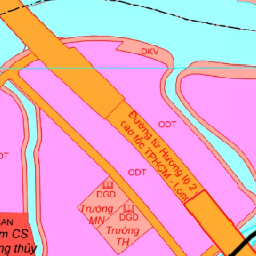 DKV
Đường từ Hương lộ 2
cao tốc TPHCM - Long
ODT
ODT
ODT
DGD
Trường
MN
DGD
Trường
TH
AN
m CS
ng thủy